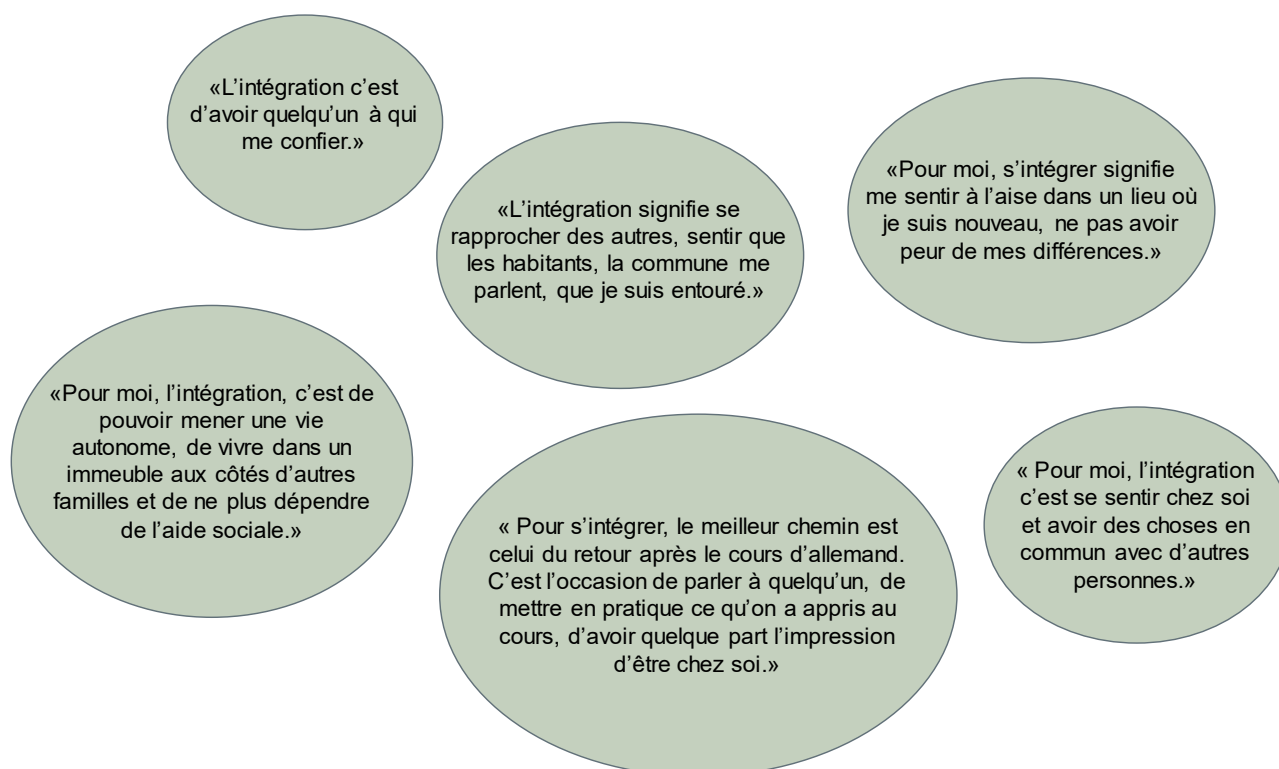 «L’intégration c’est
d’avoir quelqu’un à qui
me confier.»
«L’intégration signifie se
rapprocher des autres, sentir que
les habitants, la commune me
parlent, que je suis entouré.»
«Pour moi, s’intégrer signifie
me sentir à l’aise dans un lieu où
je suis nouveau, ne pas avoir
peur de mes différences.»
«Pour moi, l’intégration, c’est de
pouvoir mener une vie
autonome, de vivre dans un
immeuble aux côtés d’autres
familles et de ne plus dépendre
de l’aide sociale.»
« Pour s’intégrer, le meilleur chemin est
celui du retour après le cours d’allemand.
C’est l’occasion de parler à quelqu’un, de
mettre en pratique ce qu’on a appris au
cours, d’avoir quelque part l’impression
d’être chez soi.»
« Pour moi, l’intégration
c’est se sentir chez soi
et avoir des choses en
commun avec d’autres
personnes.»